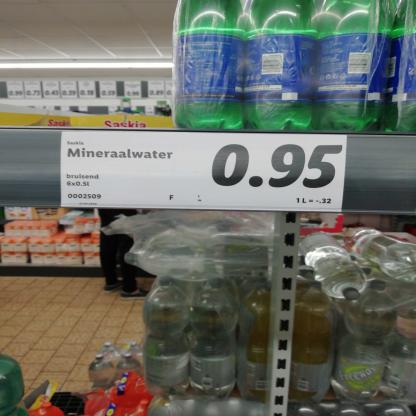 Saskia
Saskia
Saskia
Mineraalwater
0.95
bruisend
6x0.5l
0002509
F
1 L = -.32